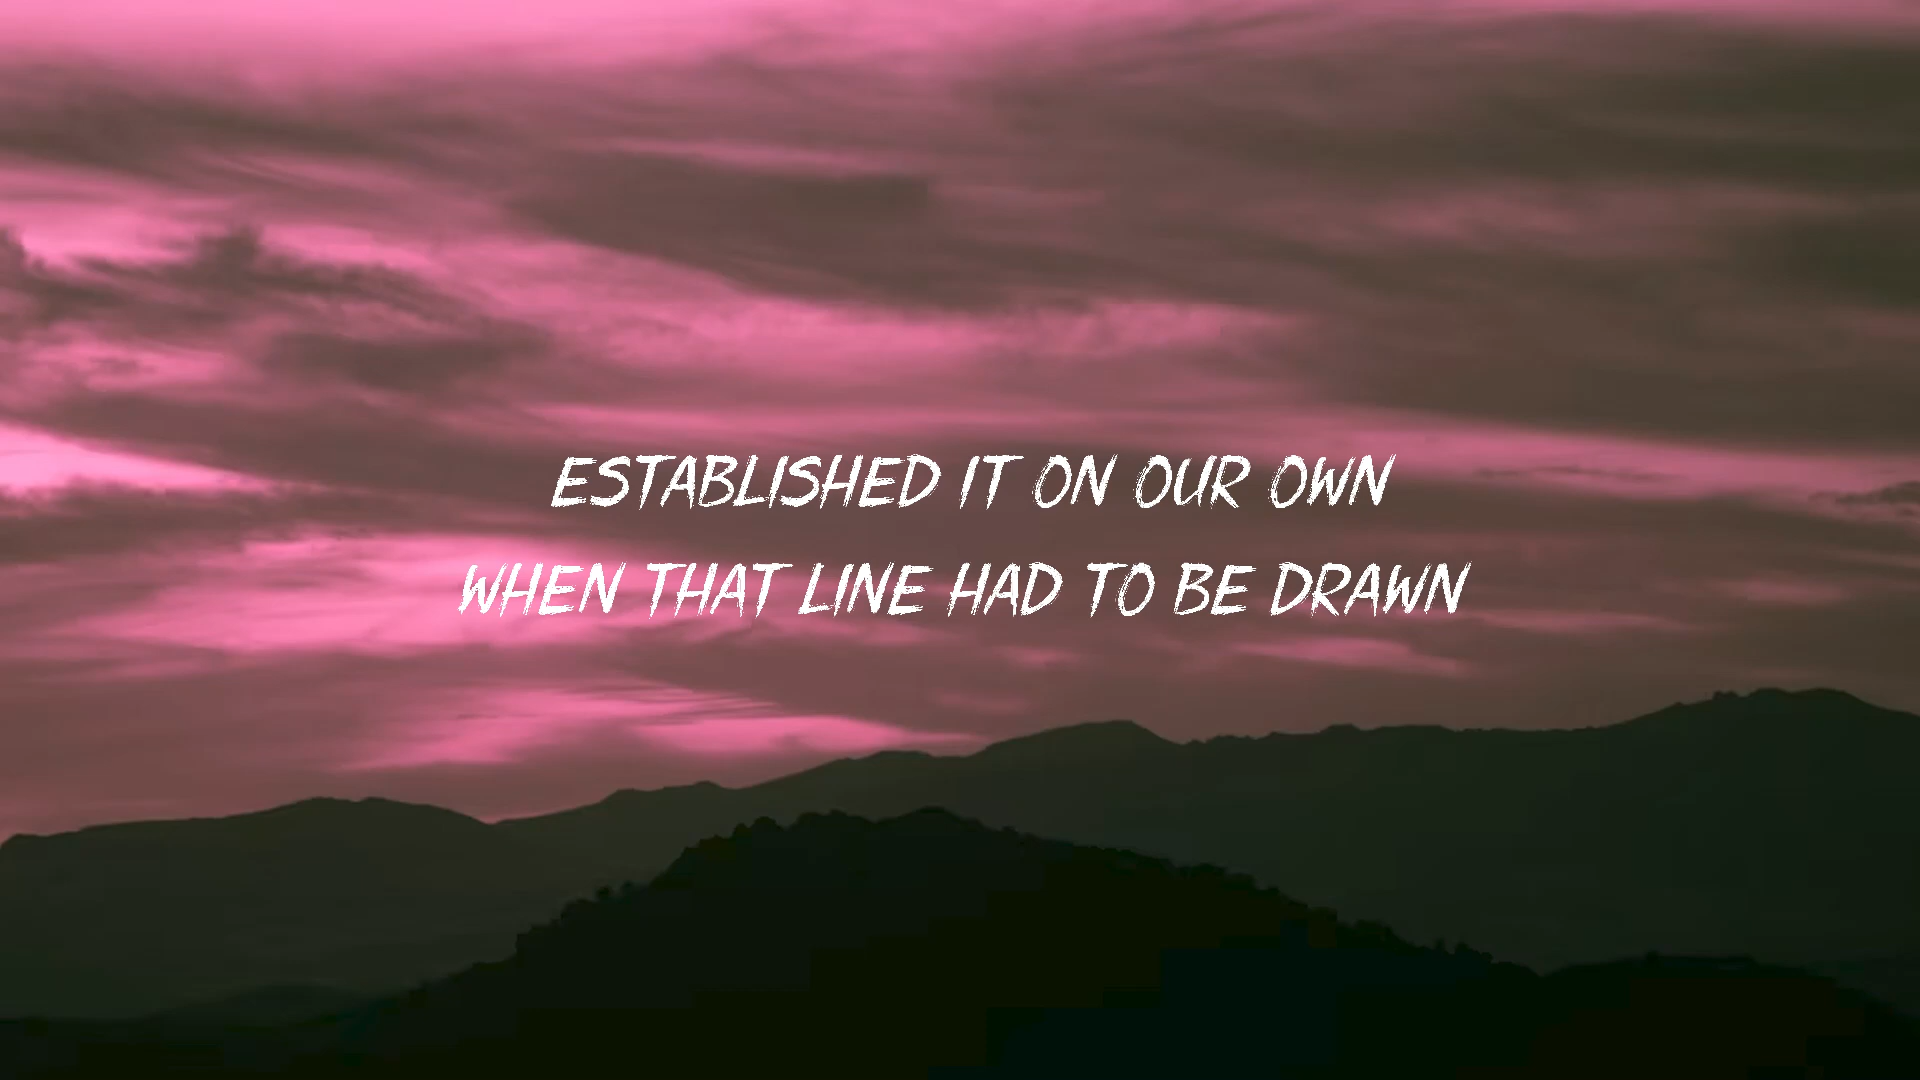 ESTABLISHED IT ON OUR OWN
WHEN THAT LINE HAD TO BE DRAWN